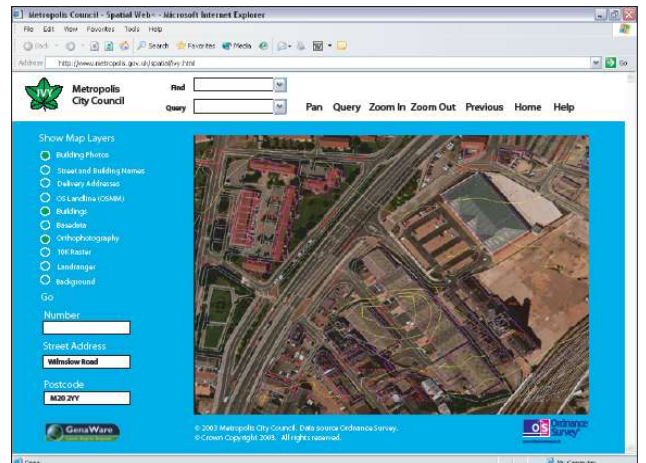 Metropolis Council - Spatial Web - Microsoft Internet Explorer
File Edit View Favorites Tools Help
Back Search Favorites Media
Address http://www.metropolis.gov.uk/spatial/ivy.html Go
IVY
Metropolis
City Council
Find
Query
Pan Query Zoom In Zoom Out Previous Home Help
Show Map Layers
Building Photos
Street and Building Names
Delivery Addresses
OS Landline (OSMM)
Buildings
Basedata
Orthophotography
10K Raster
Landranger
Background
Go
Number
Street Address
Wilmslow Road
Postcode
M20 2YY
GenaWare
© 2003 Metropolis City Council. Data source Ordnance Survey.
© Crown Copyright 2003. All rights reserved.
OS Ordnance
Survey
My Computer